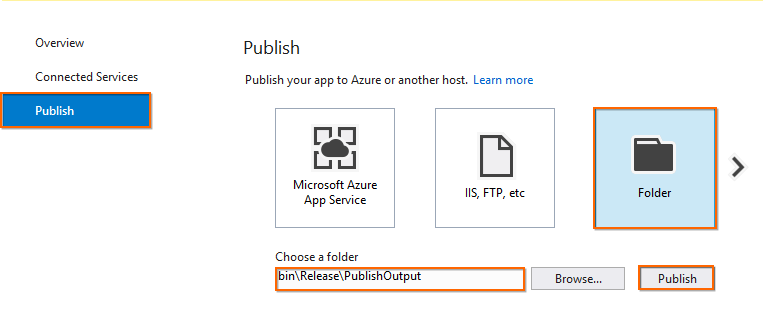 Overview
Connected Services
Publish
Publish
Publish your app to Azure or another host. Learn more
Microsoft Azure
App Service
IIS, FTP, etc
Folder
Choose a folder
bin\Release\PublishOutput
Browse...
Publish